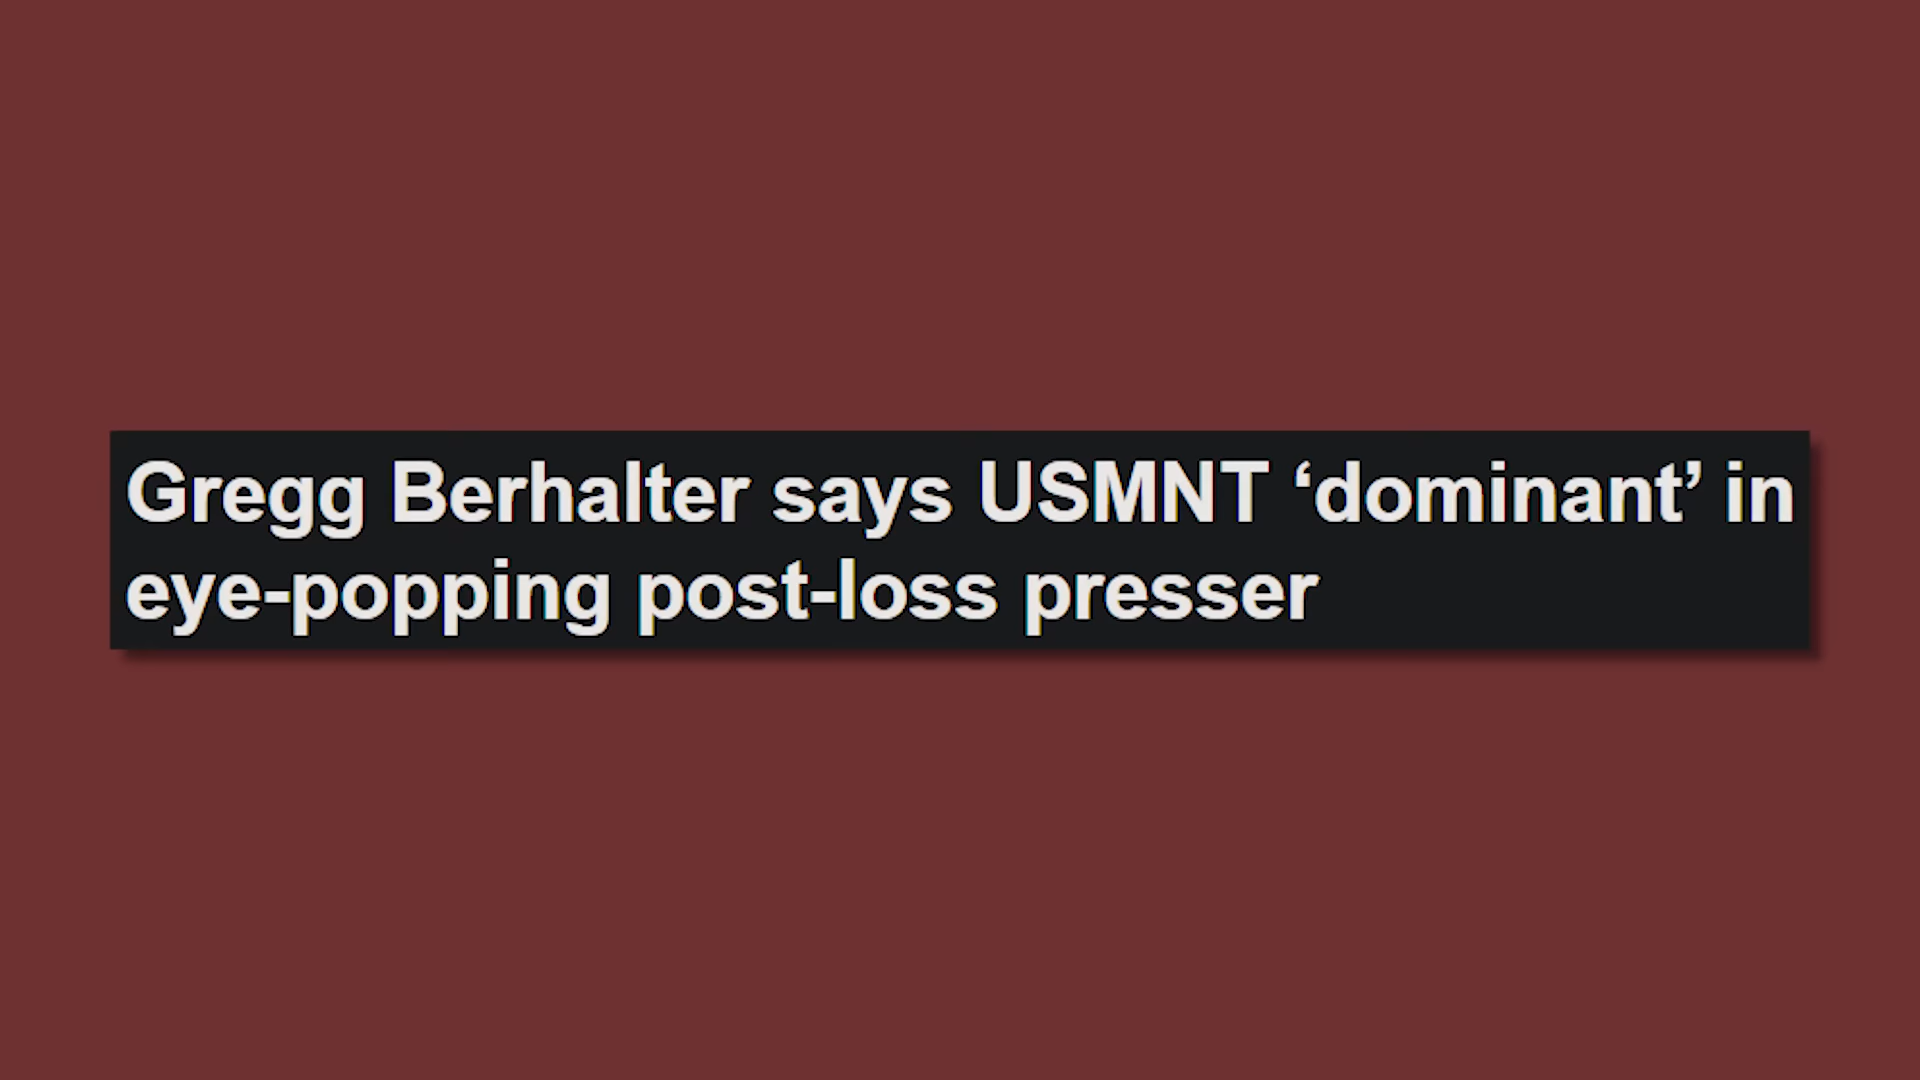 Gregg Berhalter says USMNT ‘dominant’ in
eye-popping post-loss presser